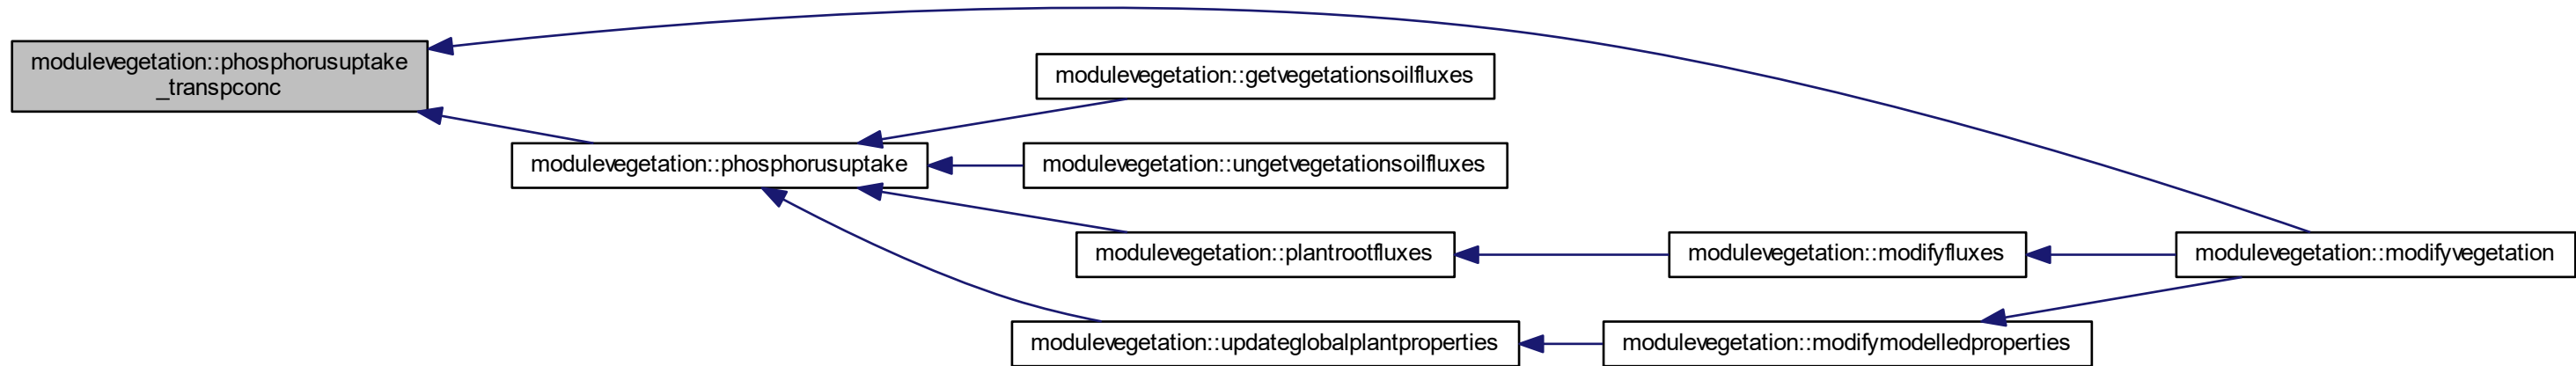 modulevegetation::phosphorusuptake
_transpconc
modulevegetation::getvegetationsoilfluxes
modulevegetation::phosphorusuptake
modulevegetation::ungetvegetationsoilfluxes
modulevegetation::plantrootfluxes
modulevegetation::modifyfluxes
modulevegetation::modifyvegetation
modulevegetation::updateglobalplantproperties
modulevegetation::modifymodelledproperties